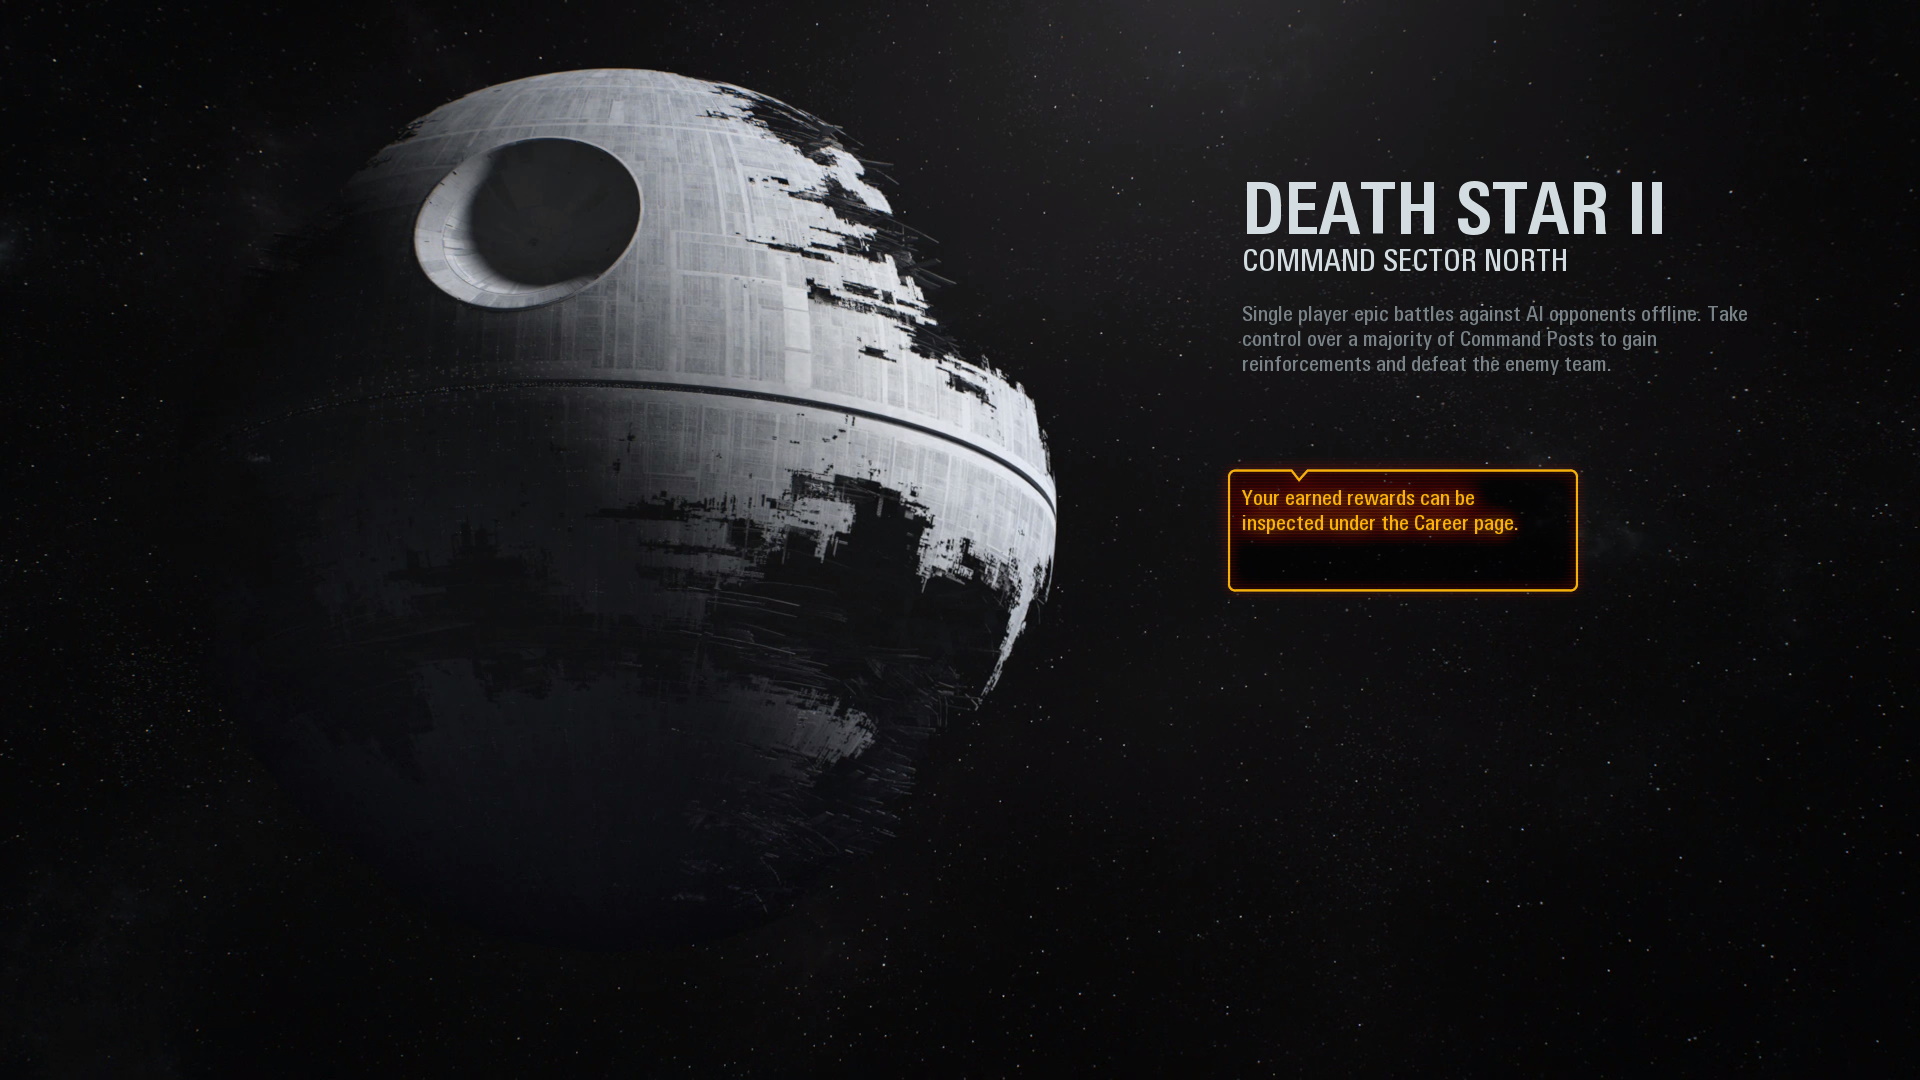 DEATH STAR II
COMMAND SECTOR NORTH
Single player epic battles against AI opponents offline. Take
control over a majority of Command Posts to gain
reinforcements and defeat the enemy team.
Your earned rewards can be
inspected under the Career page.